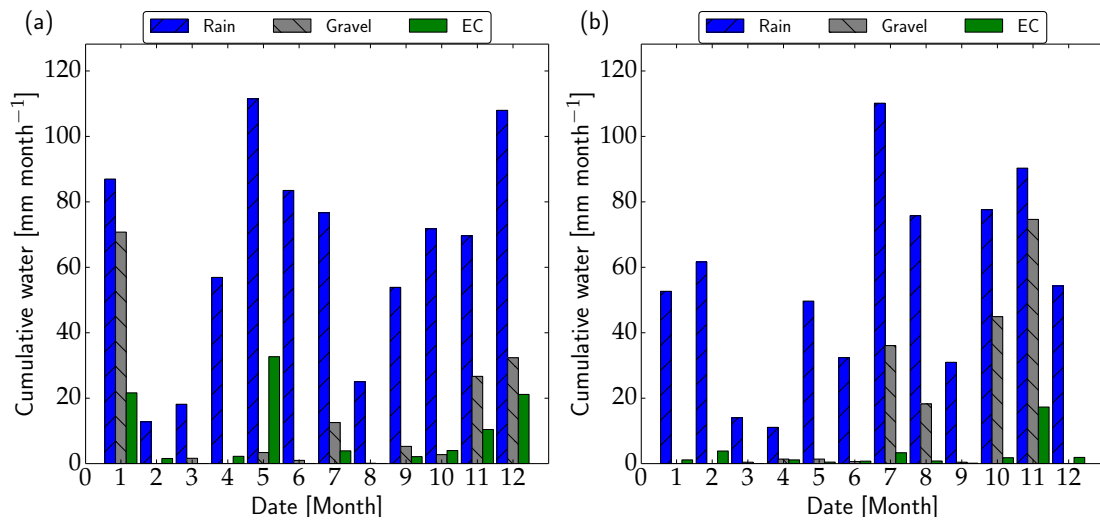 (a)
Rain Gravel EC
120
100
80
60
40
20
0
Cumulative water [mm month⁻¹]
0 1 2 3 4 5 6 7 8 9 10 11 12
Date [Month]
(b)
Rain Gravel EC
120
100
80
60
40
20
0
Cumulative water [mm month⁻¹]
0 1 2 3 4 5 6 7 8 9 10 11 12
Date [Month]